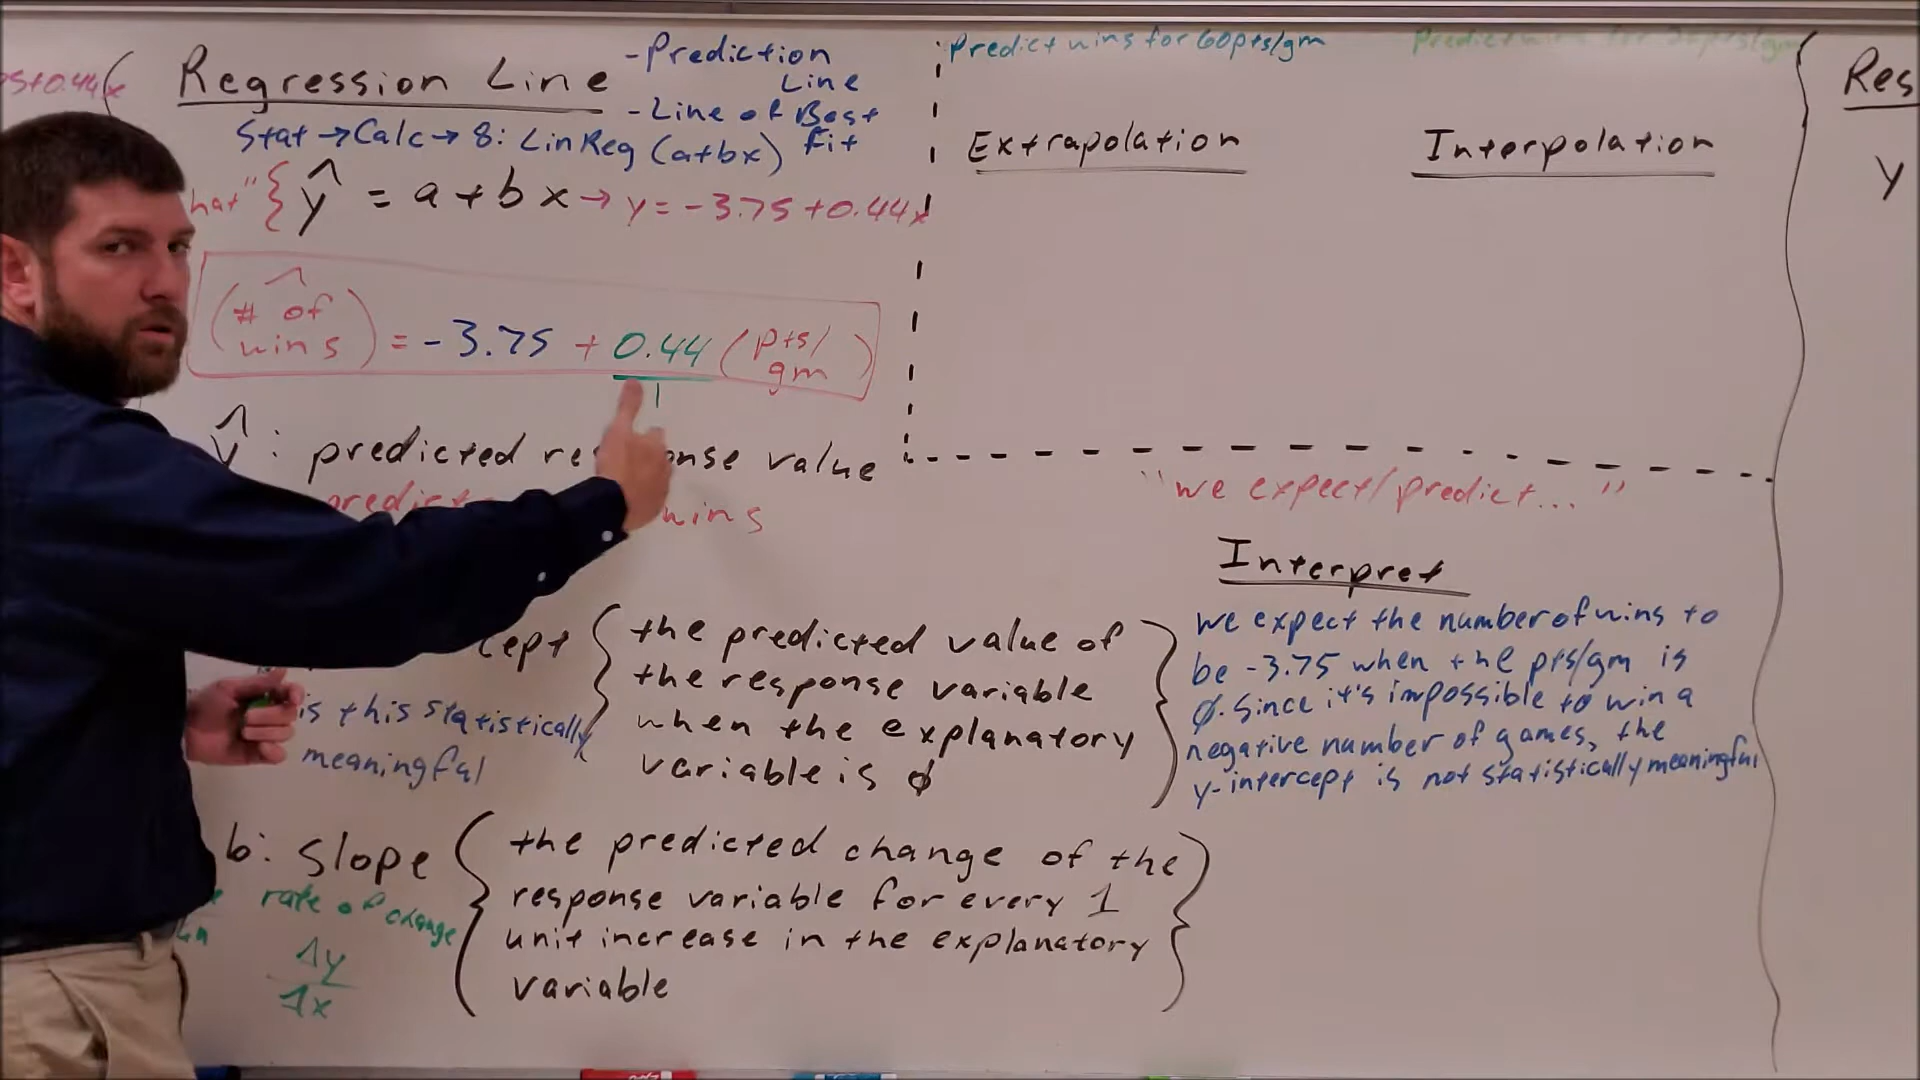 Regression Line
- Prediction Line
- Line of Best Fit
Stat → Calc → 8: LinReg (a+bx)
hat" { ŷ = a + bx → y = -3.75 + 0.44x
5+0.44x
(# of wins) = -3.75 + 0.44 (pts/gm)
1
ŷ : predicted response value
wins
cept
{ the predicted value of
the response variable
when the explanatory
variable is ∅ }
is this statistically
meaningful
b: slope
rate of change
Δy
Δx
{ the predicted change of the
response variable for every 1
unit increase in the explanatory
variable }
Predict wins for 60pts/gm
Extrapolation
Interpolation
"we expect/predict..."
Interpret
we expect the number of wins to
be -3.75 when the pts/gm is
∅. Since it's impossible to win a
negative number of games, the
y-intercept is not statistically meaningful
Res
y